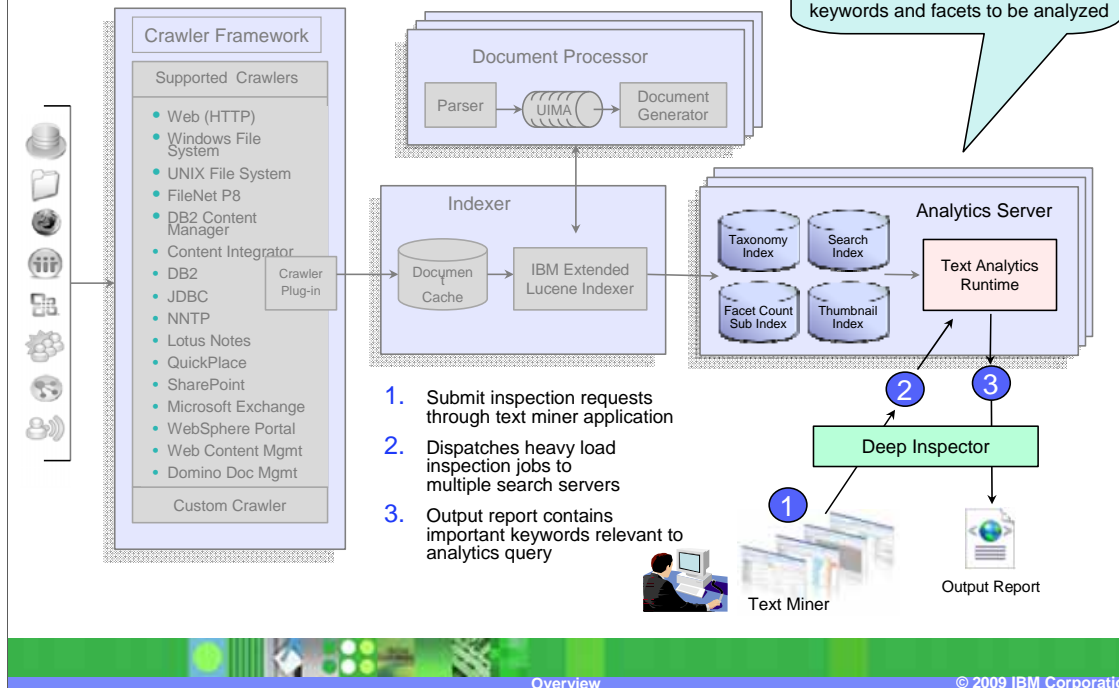 keywords and facets to be analyzed
Crawler Framework
Supported Crawlers
• Web (HTTP)
• Windows File
System
• UNIX File System
• FileNet P8
• DB2 Content
Manager
• Content Integrator
• DB2
• JDBC
• NNTP
• Lotus Notes
• QuickPlace
• SharePoint
• Microsoft Exchange
• WebSphere Portal
• Web Content Mgmt
• Domino Doc Mgmt
Custom Crawler
Crawler
Plug-in
Document Processor
Parser
UIMA
Document
Generator
Indexer
Documen
t
Cache
IBM Extended
Lucene Indexer
Analytics Server
Taxonomy
Index
Search
Index
Facet Count
Sub Index
Thumbnail
Index
Text Analytics
Runtime
2
3
Deep Inspector
1
Text Miner
Output Report
1. Submit inspection requests
through text miner application
2. Dispatches heavy load
inspection jobs to
multiple search servers
3. Output report contains
important keywords relevant to
analytics query
Overview
© 2009 IBM Corporatio